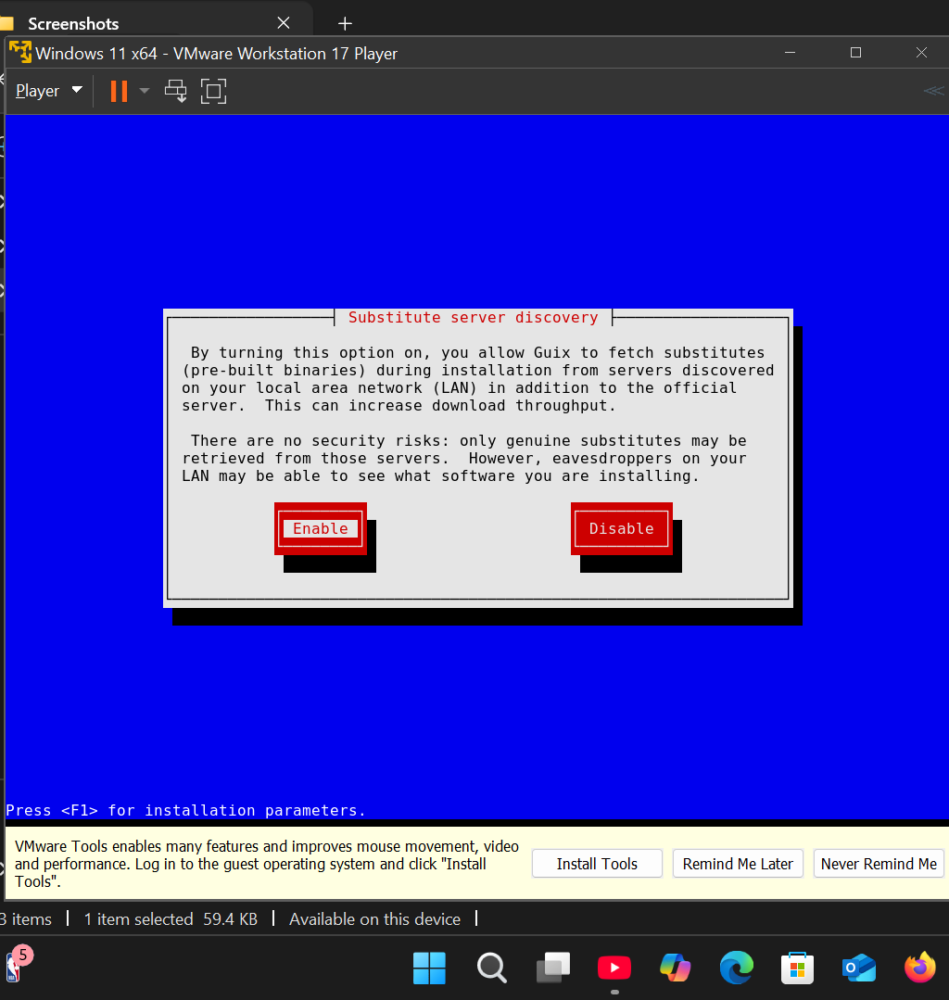 Screenshots
Windows 11 x64 - VMware Workstation 17 Player
Player
Substitute server discovery
By turning this option on, you allow Guix to fetch substitutes
(pre-built binaries) during installation from servers discovered
on your local area network (LAN) in addition to the official
server.  This can increase download throughput.
There are no security risks: only genuine substitutes may be
retrieved from those servers.  However, eavesdroppers on your
LAN may be able to see what software you are installing.
Enable
Disable
Press <F1> for installation parameters.
VMware Tools enables many features and improves mouse movement, video
and performance. Log in to the guest operating system and click "Install
Tools".
Install Tools
Remind Me Later
Never Remind Me
3 items
1 item selected  59.4 KB
Available on this device
5
NBA